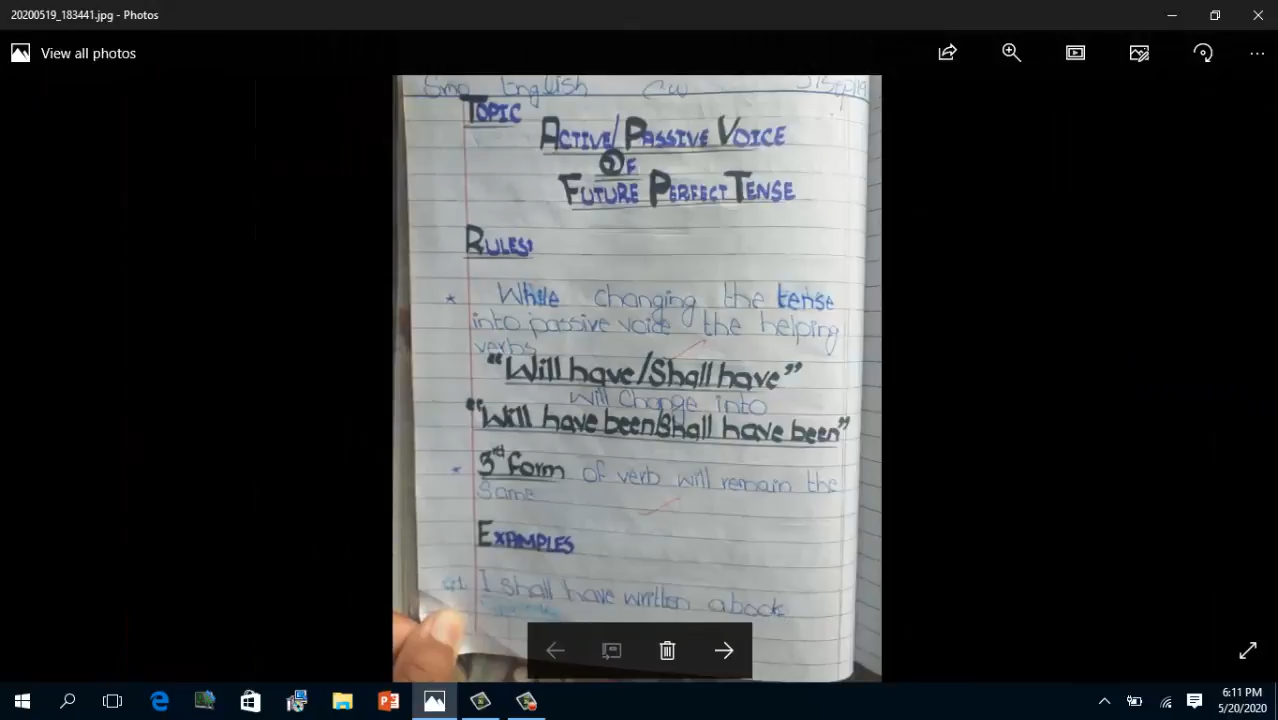 20200519_183441.jpg - Photos
View all photos
English CW
TOPIC
ACTIVE/PASSIVE VOICE
OF
FUTURE PERFECT TENSE
RULES:
* While changing the tense
into passive voice the helping
verbs
"Will have/Shall have"
will change into
"Will have been/Shall have been"
* 3rd form of verb will remain the
Same
EXAMPLES
Q1 I shall have written a book
6:11 PM
5/20/2020